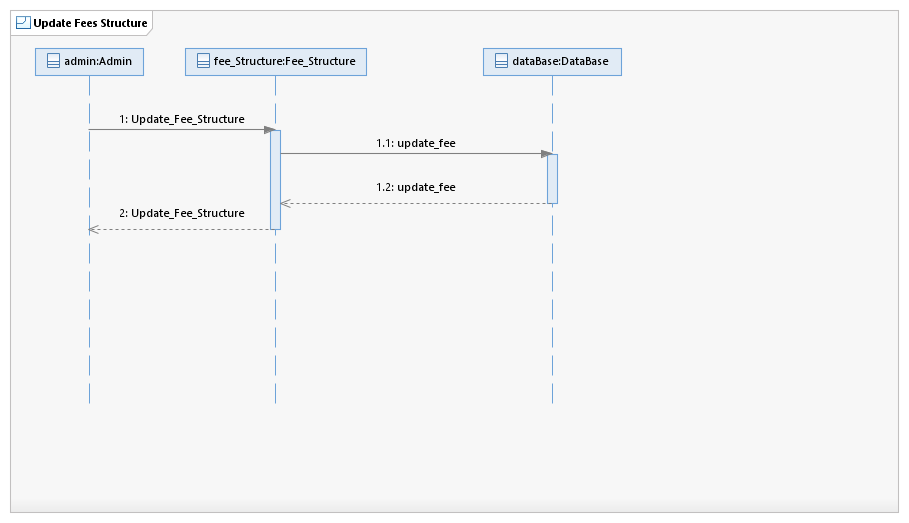 Update Fees Structure
admin:Admin
fee_Structure:Fee_Structure
dataBase:DataBase
1: Update_Fee_Structure
1.1: update_fee
1.2: update_fee
2: Update_Fee_Structure